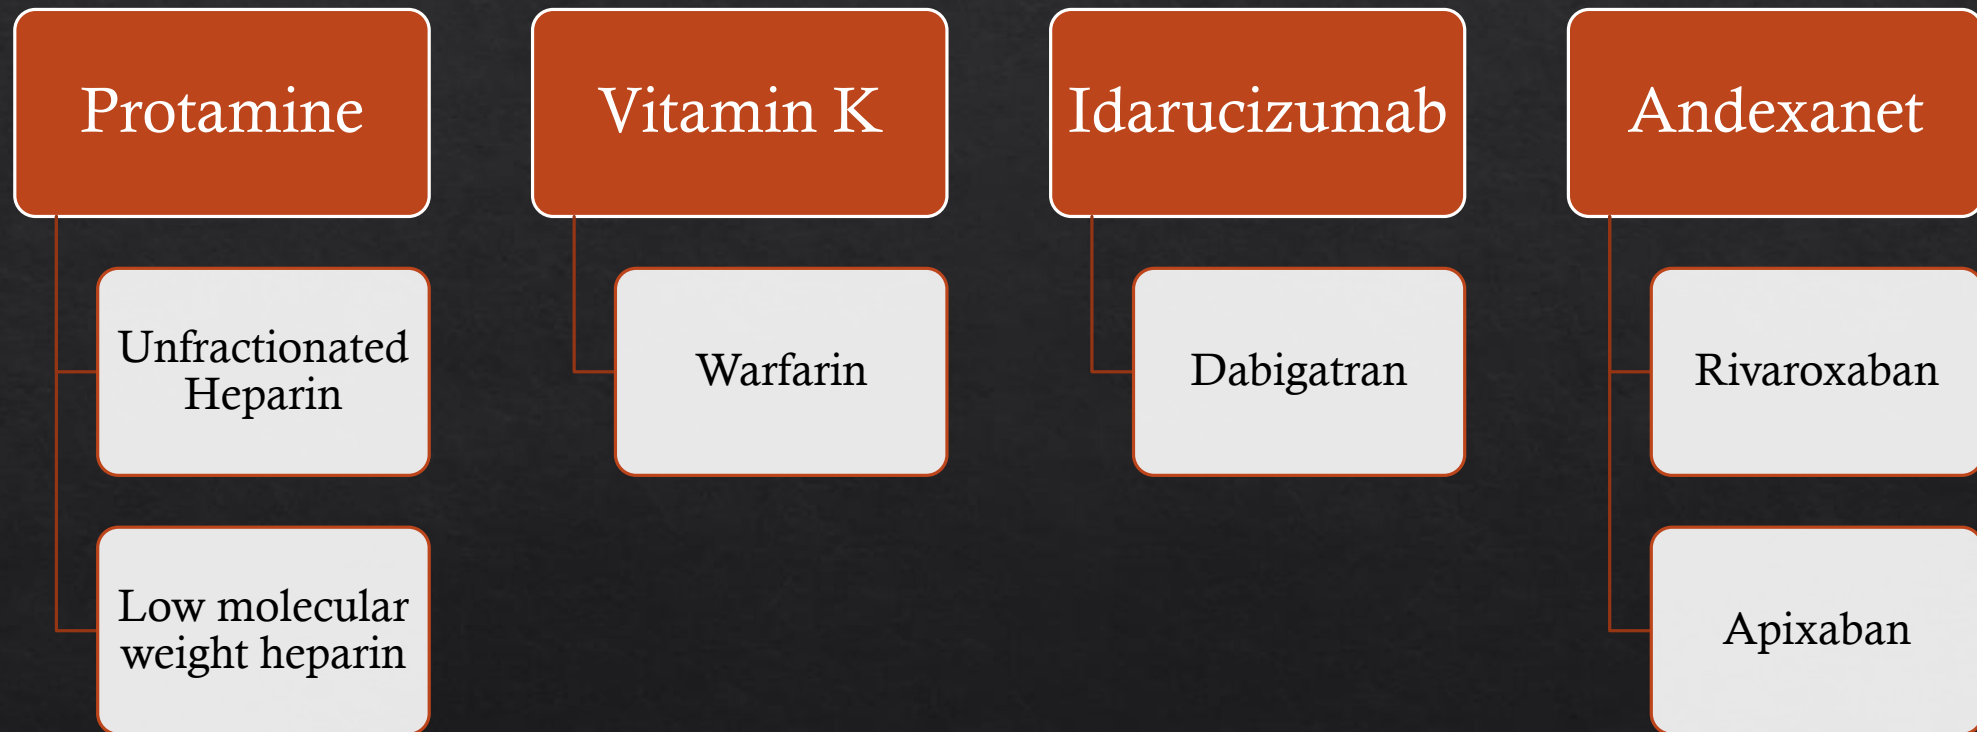 Protamine
Unfractionated
Heparin
Low molecular
weight heparin
Vitamin K
Warfarin
Idarucizumab
Dabigatran
Andexanet
Rivaroxaban
Apixaban